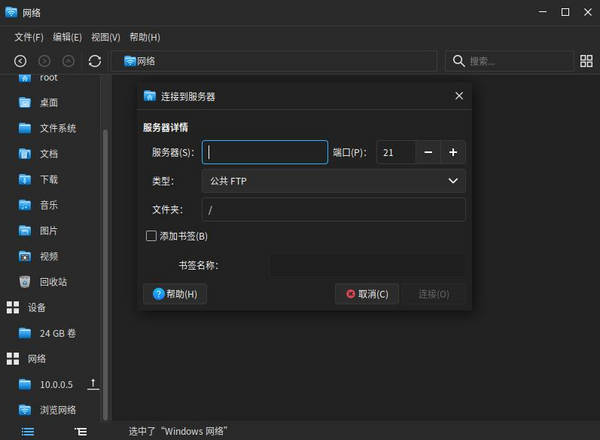 网络
文件(F) 编辑(E) 视图(V) 帮助(H)
网络 搜索...
root
桌面
文件系统
文档
下载
音乐
图片
视频
回收站
设备
24 GB 卷
网络
10.0.0.5
浏览网络
连接到服务器
服务器详情
服务器(S): 端口(P): 21
类型: 公共 FTP
文件夹: /
添加书签(B)
书签名称:
帮助(H) 取消(C) 连接(O)
选中了“Windows 网络”